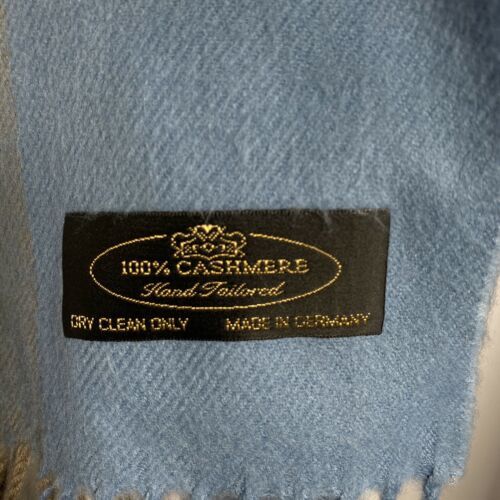 100% CASHMERE
Hand Tailored
DRY CLEAN ONLY MADE IN GERMANY